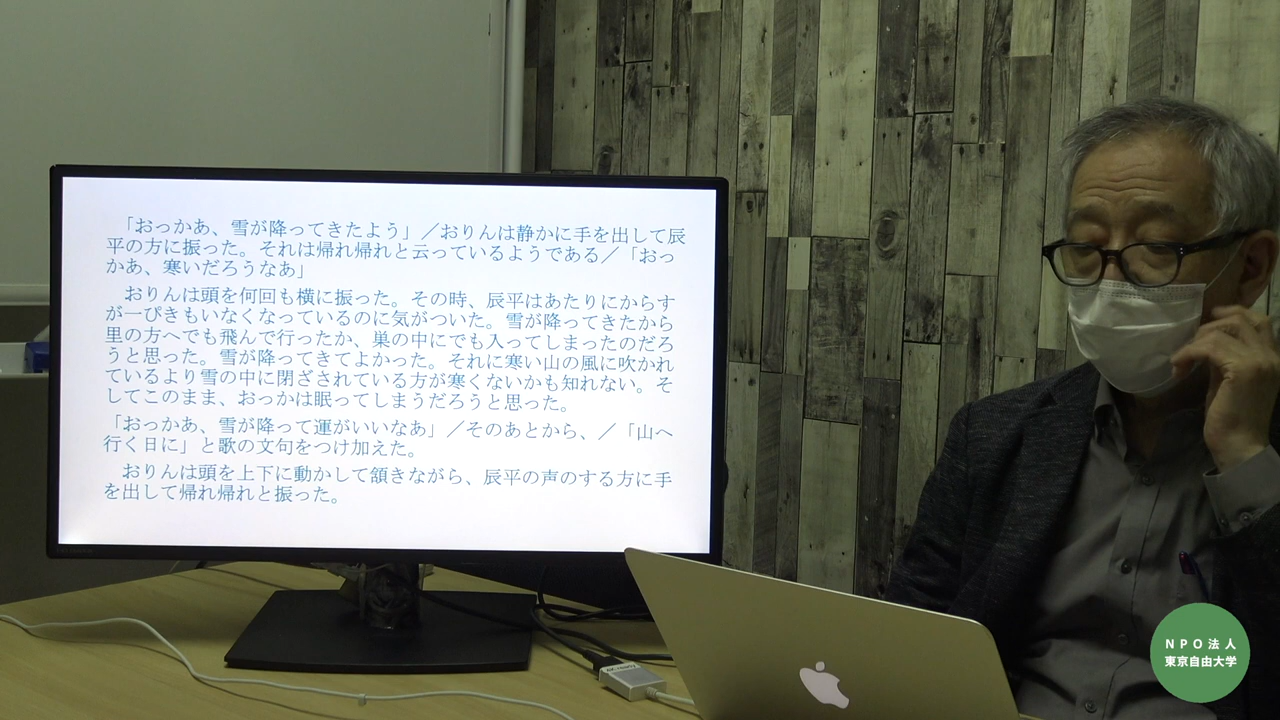 「おっかあ、雪が降ってきたよう」／おりんは静かに手を出して辰
平の方に振った。それは帰れ帰れと云っているようである／「おっ
かあ、寒いだろうなあ」
おりんは頭を何回も横に振った。その時、辰平はあたりにからす
が一ぴきもいなくなっているのに気がついた。雪が降ってきたから
里の方へでも飛んで行ったか、巣の中にでも入ってしまったのだろ
うと思った。雪が降ってきてよかった。それに寒い山の風に吹かれ
ているより雪の中に閉ざされている方が寒くないかも知れない。そ
してこのまま、おっかは眠ってしまうだろうと思った。
「おっかあ、雪が降って運がいいなあ」／そのあとから、／「山へ
行く日に」と歌の文句をつけ加えた。
おりんは頭を上下に動かして頷きながら、辰平の声のする方に手
を出して帰れ帰れと振った。
NPO法人
東京自由大学